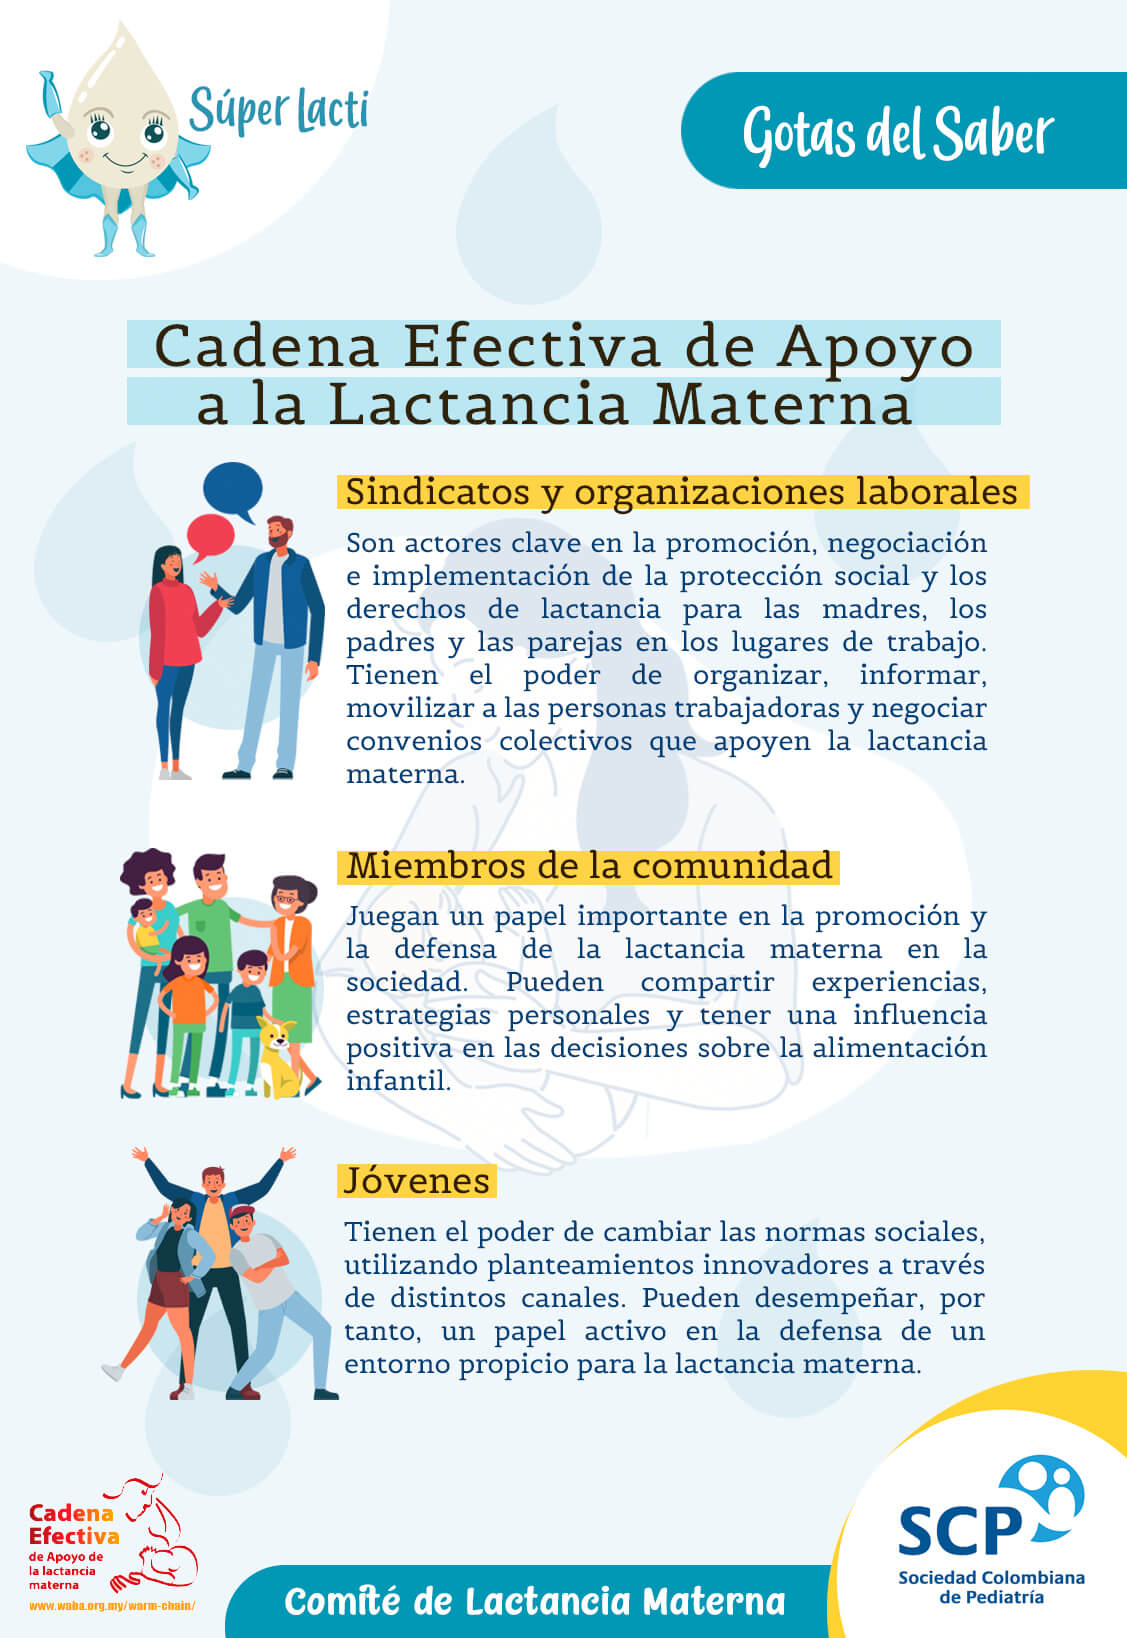 Súper Lacti
Gotas del Saber
Cadena Efectiva de Apoyo
a la Lactancia Materna
Sindicatos y organizaciones laborales
Son actores clave en la promoción, negociación
e implementación de la protección social y los
derechos de lactancia para las madres, los
padres y las parejas en los lugares de trabajo.
Tienen el poder de organizar, informar,
movilizar a las personas trabajadoras y negociar
convenios colectivos que apoyen la lactancia
materna.
Miembros de la comunidad
Juegan un papel importante en la promoción y
la defensa de la lactancia materna en la
sociedad. Pueden compartir experiencias,
estrategias personales y tener una influencia
positiva en las decisiones sobre la alimentación
infantil.
Jóvenes
Tienen el poder de cambiar las normas sociales,
utilizando planteamientos innovadores a través
de distintos canales. Pueden desempeñar, por
tanto, un papel activo en la defensa de un
entorno propicio para la lactancia materna.
Cadena
Efectiva
de Apoyo de
la lactancia
materna
www.waba.org.my/warm-chain/
Comité de Lactancia Materna
SCP
Sociedad Colombiana
de Pediatría